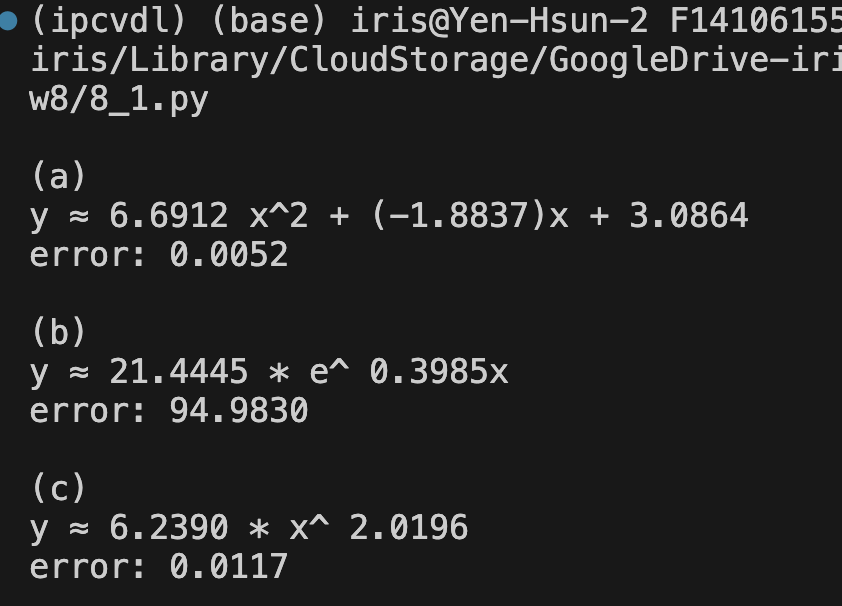 (ipcvdl) (base) iris@Yen-Hsun-2 F14106155
iris/Library/CloudStorage/GoogleDrive-iri
w8/8_1.py
(a)
y ≈ 6.6912 x^2 + (-1.8837)x + 3.0864
error: 0.0052
(b)
y ≈ 21.4445 * e^ 0.3985x
error: 94.9830
(c)
y ≈ 6.2390 * x^ 2.0196
error: 0.0117